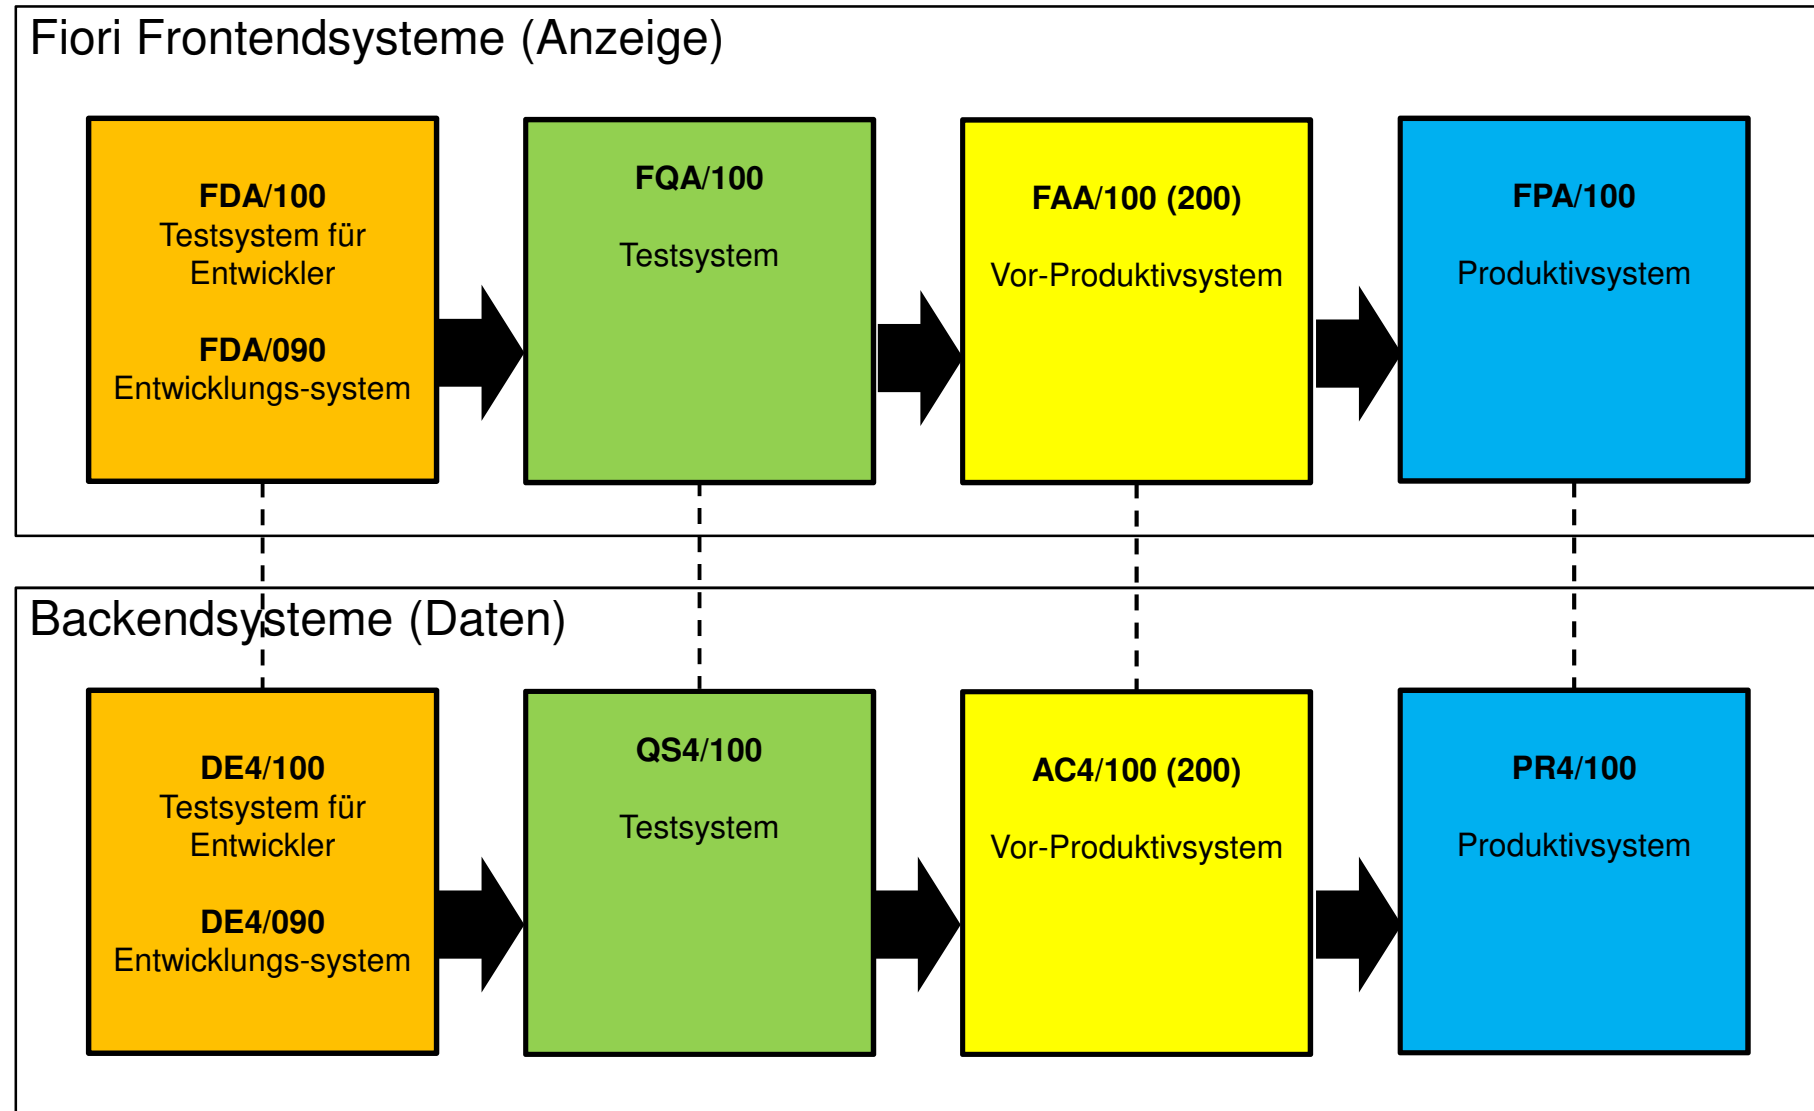 Fiori Frontendsysteme (Anzeige)
FDA/100
Testsystem für
Entwickler
FDA/090
Entwicklungs-system
FQA/100
Testsystem
FAA/100 (200)
Vor-Produktivsystem
FPA/100
Produktivsystem
Backendsysteme (Daten)
DE4/100
Testsystem für
Entwickler
DE4/090
Entwicklungs-system
QS4/100
Testsystem
AC4/100 (200)
Vor-Produktivsystem
PR4/100
Produktivsystem